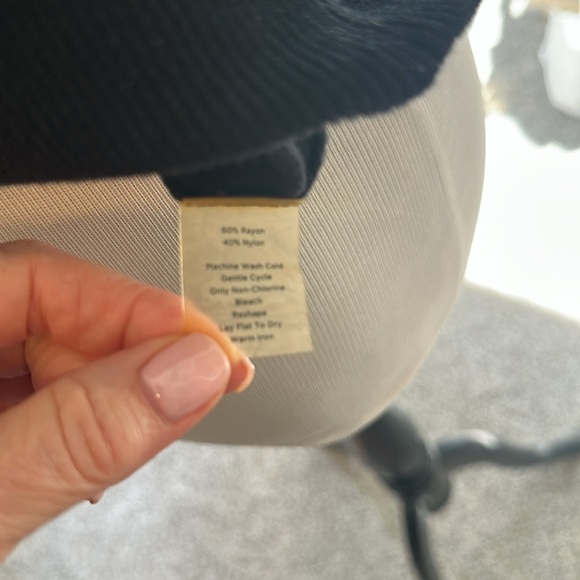 60% Rayon
40% Nylon
Machine Wash Cold
Gentle Cycle
Only Non-Chlorine
Bleach
Reshape
Lay Flat To Dry
Warm Iron